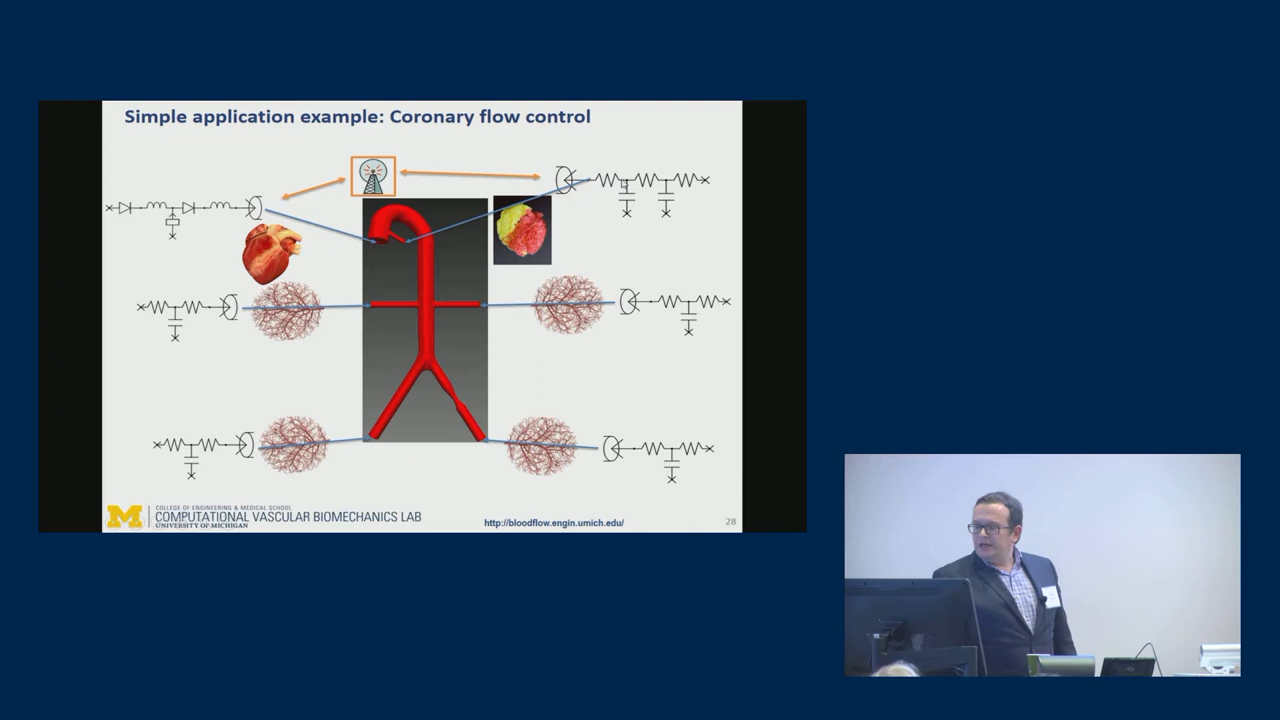 Simple application example: Coronary flow control
M
COLLEGE OF ENGINEERING & MEDICAL SCHOOL
COMPUTATIONAL VASCULAR BIOMECHANICS LAB
UNIVERSITY OF MICHIGAN
http://bloodflow.engin.umich.edu/
28